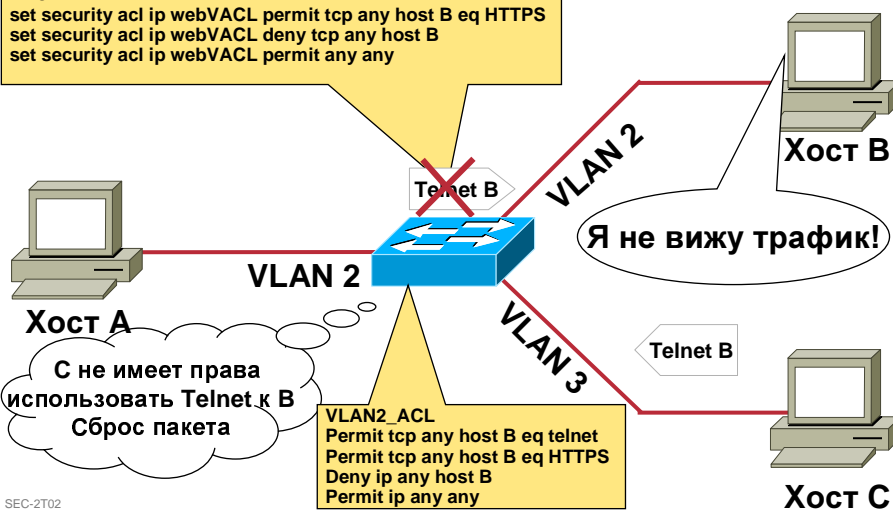 set security acl ip webVACL permit tcp any host B eq HTTPS
set security acl ip webVACL deny tcp any host B
set security acl ip webVACL permit any any
Telnet B
VLAN 2
Хост В
Я не вижу трафик!
VLAN 2
Хост А
VLAN 3
Telnet B
С не имеет права
использовать Telnet к В
Сброс пакета
VLAN2_ACL
Permit tcp any host B eq telnet
Permit tcp any host B eq HTTPS
Deny ip any host B
Permit ip any any
SEC-2T02
Хост С